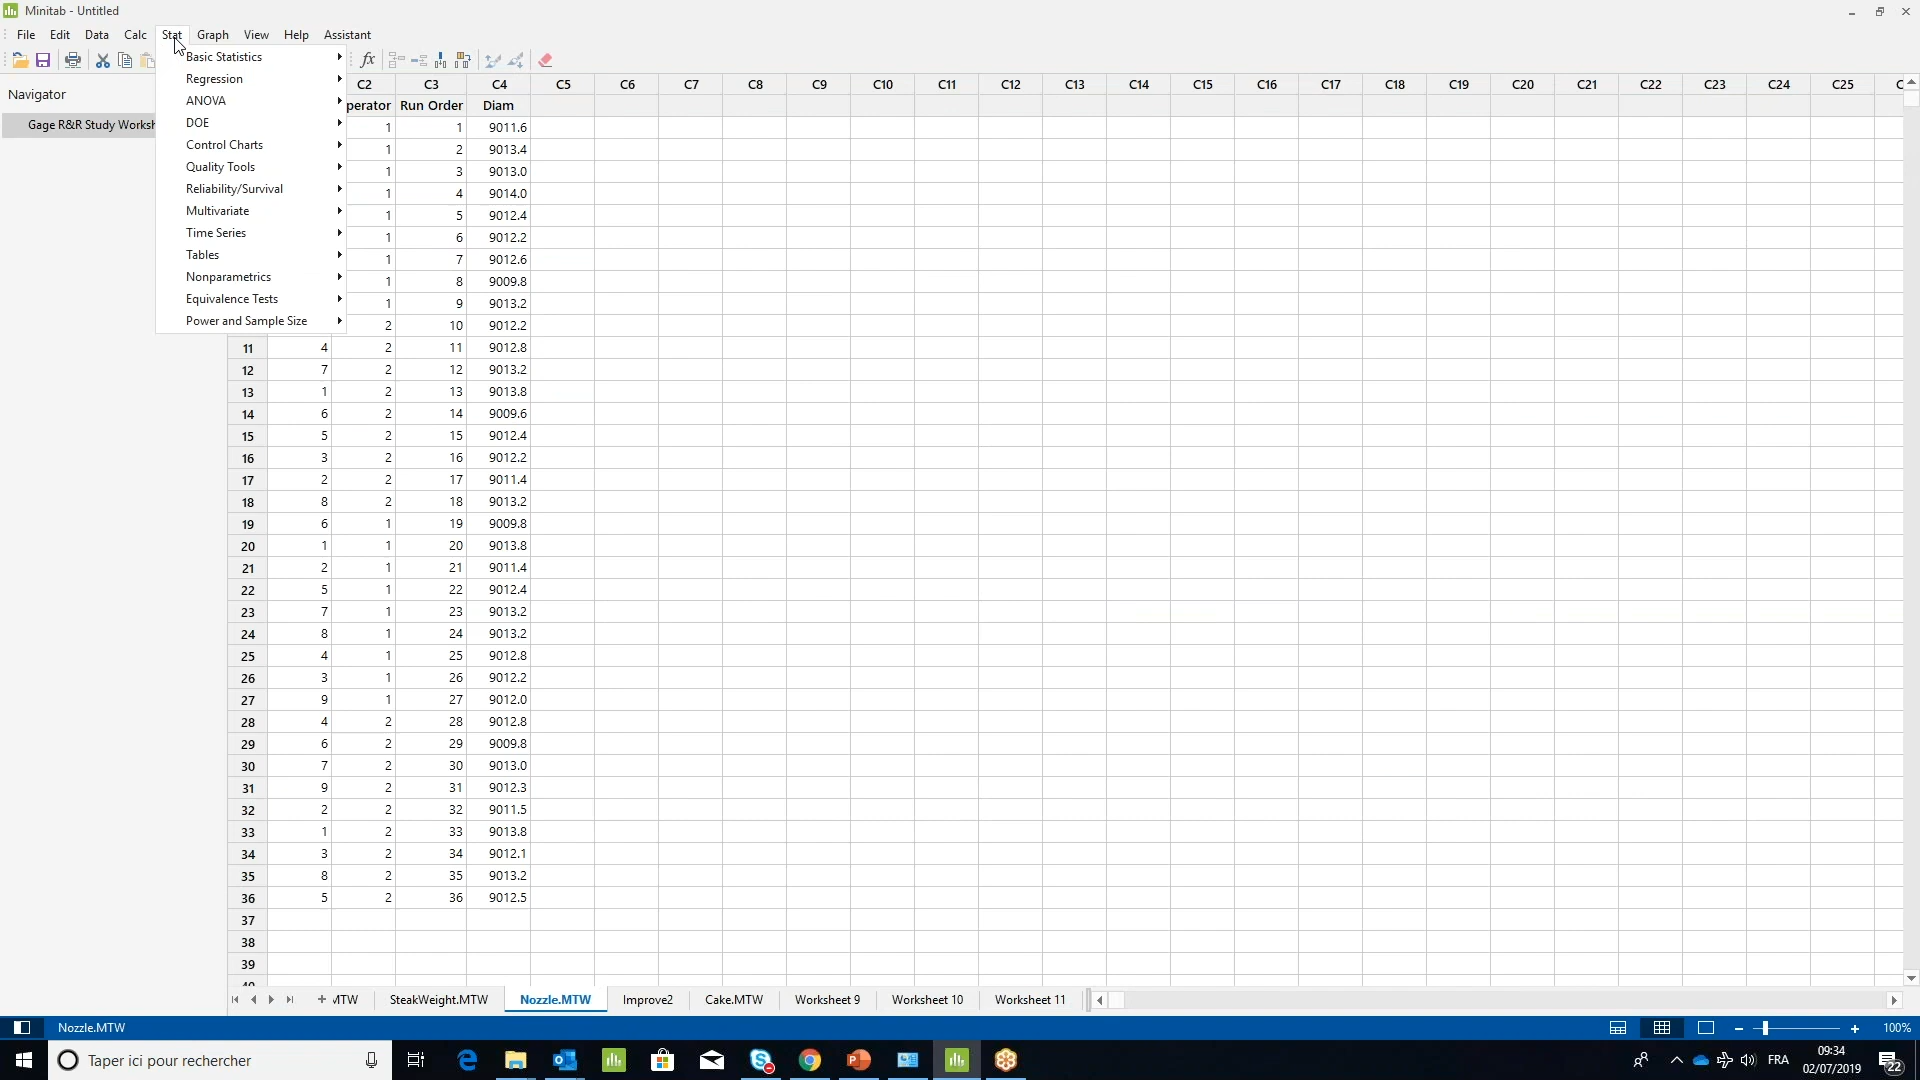 Minitab - Untitled
File Edit Data Calc Stat Graph View Help Assistant
Basic Statistics
Regression
ANOVA
DOE
Control Charts
Quality Tools
Reliability/Survival
Multivariate
Time Series
Tables
Nonparametrics
Equivalence Tests
Power and Sample Size
fx
Navigator
Gage R&R Study Worksh
C2 C3 C4 C5 C6 C7 C8 C9 C10 C11 C12 C13 C14 C15 C16 C17 C18 C19 C20 C21 C22 C23 C24 C25 C
perator Run Order Diam
1 1 9011.6
1 2 9013.4
1 3 9013.0
1 4 9014.0
1 5 9012.4
1 6 9012.2
1 7 9012.6
1 8 9009.8
1 9 9013.2
2 10 9012.2
11 4 2 11 9012.8
12 7 2 12 9013.2
13 1 2 13 9013.8
14 6 2 14 9009.6
15 5 2 15 9012.4
16 3 2 16 9012.2
17 2 2 17 9011.4
18 8 2 18 9013.2
19 6 1 19 9009.8
20 1 1 20 9013.8
21 2 1 21 9011.4
22 5 1 22 9012.4
23 7 1 23 9013.2
24 8 1 24 9013.2
25 4 1 25 9012.8
26 3 1 26 9012.2
27 9 1 27 9012.0
28 4 2 28 9012.8
29 6 2 29 9009.8
30 7 2 30 9013.0
31 9 2 31 9012.3
32 2 2 32 9011.5
33 1 2 33 9013.8
34 3 2 34 9012.1
35 8 2 35 9013.2
36 5 2 36 9012.5
37
38
39
40
MTW SteakWeight.MTW Nozzle.MTW Improve2 Cake.MTW Worksheet 9 Worksheet 10 Worksheet 11
Nozzle.MTW 100%
Taper ici pour rechercher
FRA
09:34
02/07/2019
22